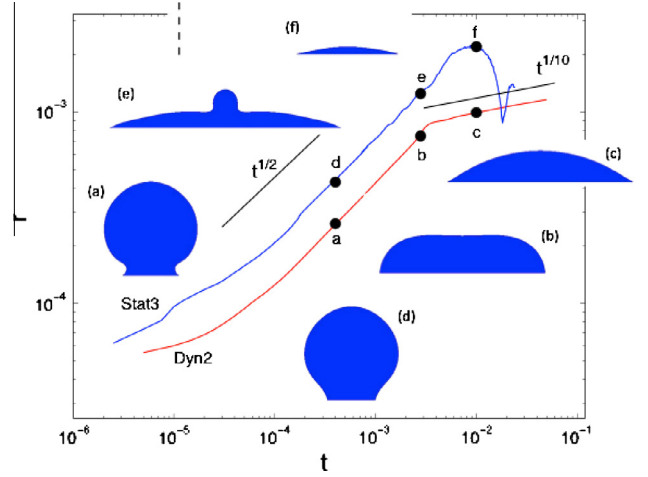 (f)
f
t^{1/10}
(e)
e
10^{-3}
t^{1/2}
b
c
(c)
d
(a)
a
(b)
r
Stat3
10^{-4}
(d)
Dyn2
10^{-6}
10^{-5}
10^{-4}
10^{-3}
10^{-2}
10^{-1}
t